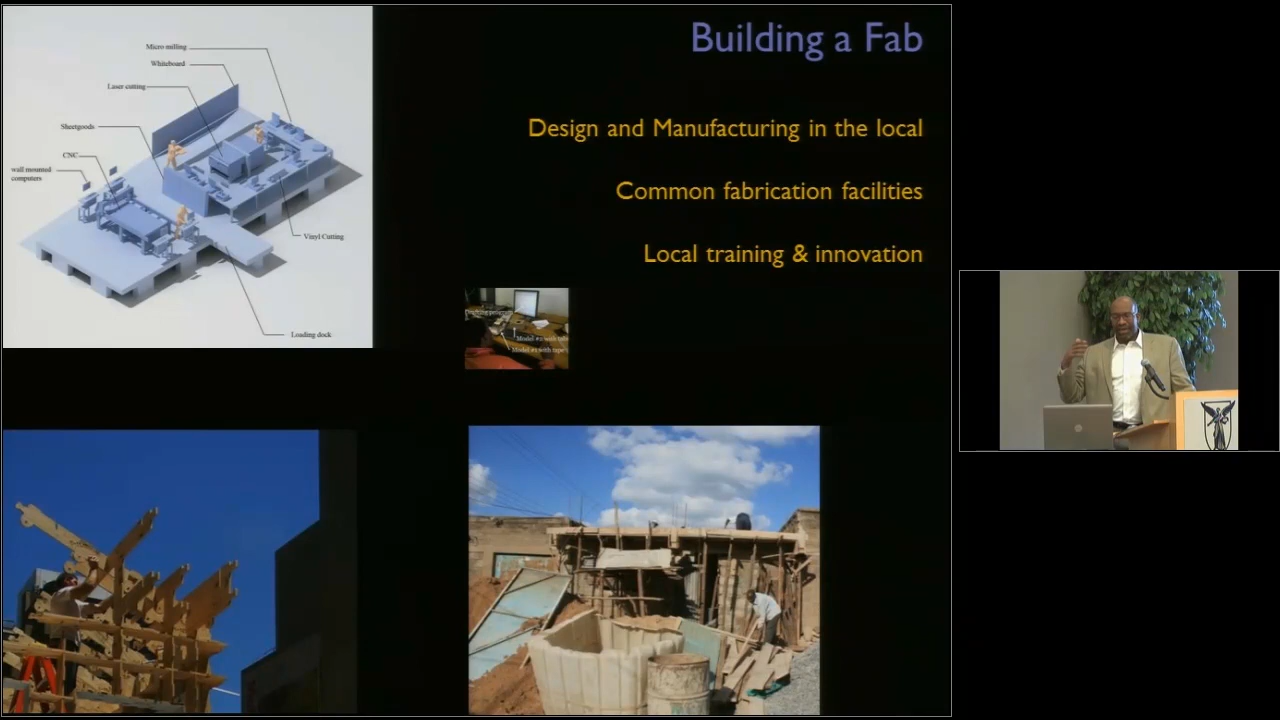 Building a Fab
Design and Manufacturing in the local
Common fabrication facilities
Local training & innovation
Micro milling
Whiteboard
Laser cutting
Sheetgoods
CNC
wall mounted
computers
Vinyl Cutting
Loading dock